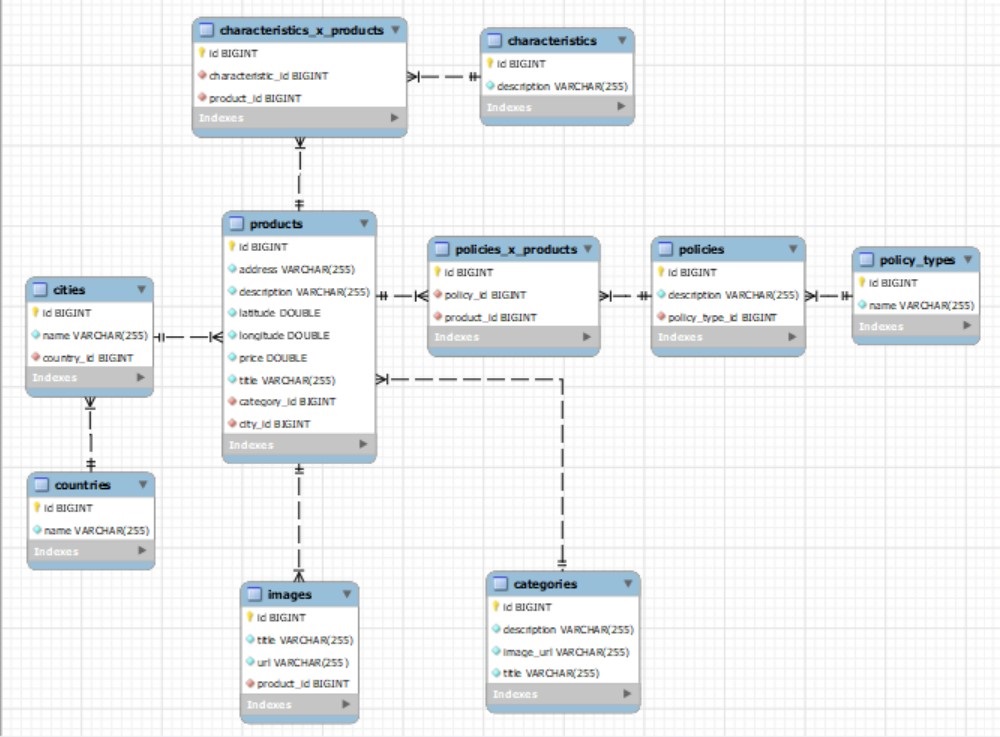 characteristics_x_products
id BIGINT
characteristic_id BIGINT
product_id BIGINT
Indexes
characteristics
id BIGINT
description VARCHAR(255)
Indexes
products
id BIGINT
address VARCHAR(255)
description VARCHAR(255)
latitude DOUBLE
longitude DOUBLE
price DOUBLE
title VARCHAR(255)
category_id BIGINT
city_id BIGINT
Indexes
policies_x_products
id BIGINT
policy_id BIGINT
product_id BIGINT
Indexes
policies
id BIGINT
description VARCHAR(255)
policy_type_id BIGINT
Indexes
policy_types
id BIGINT
name VARCHAR(255)
Indexes
cities
id BIGINT
name VARCHAR(255)
country_id BIGINT
Indexes
countries
id BIGINT
name VARCHAR(255)
Indexes
images
id BIGINT
title VARCHAR(255)
url VARCHAR(255)
product_id BIGINT
Indexes
categories
id BIGINT
description VARCHAR(255)
image_url VARCHAR(255)
title VARCHAR(255)
Indexes